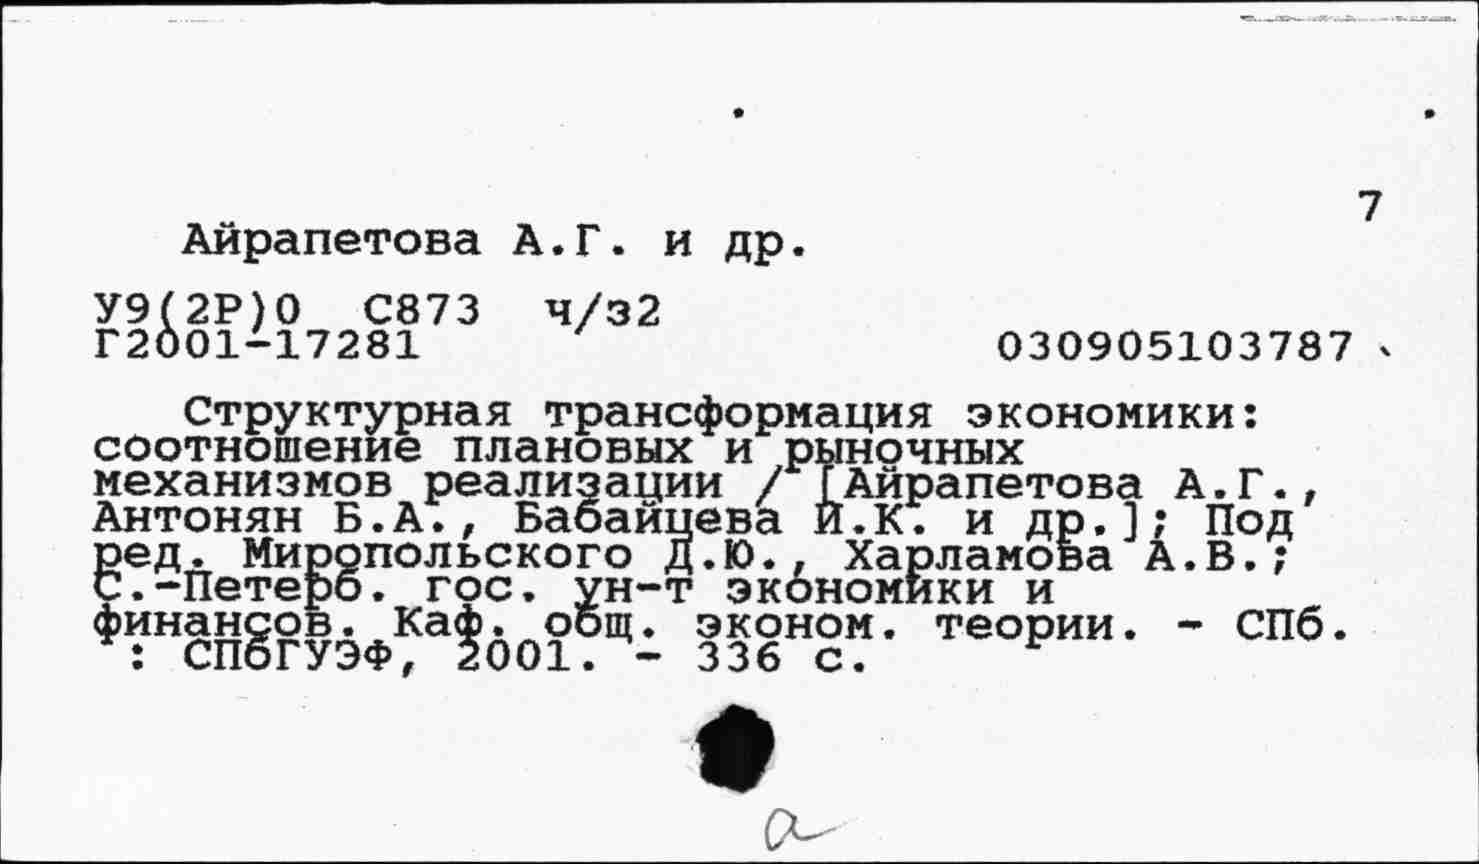 7
Айрапетова А.Г. и др.
У9(2Р)0 С873 ч/з2
Г2001-17281 030905103787
Структурная трансформация экономики:
соотношение плановых и рыночных
механизмов реализации / [Айрапетова А.Г.,
Антонян Б.А., Бабайцева И.К. и др.]; Под
ред. Миропольского Д.Ю., Харламова А.В.;
С.-Петерб. гос. ун-т экономики и
финансов. Каф. общ. эконом. теории. - СПб.
: СПбГУЭФ, 2001. - 336 с.
а